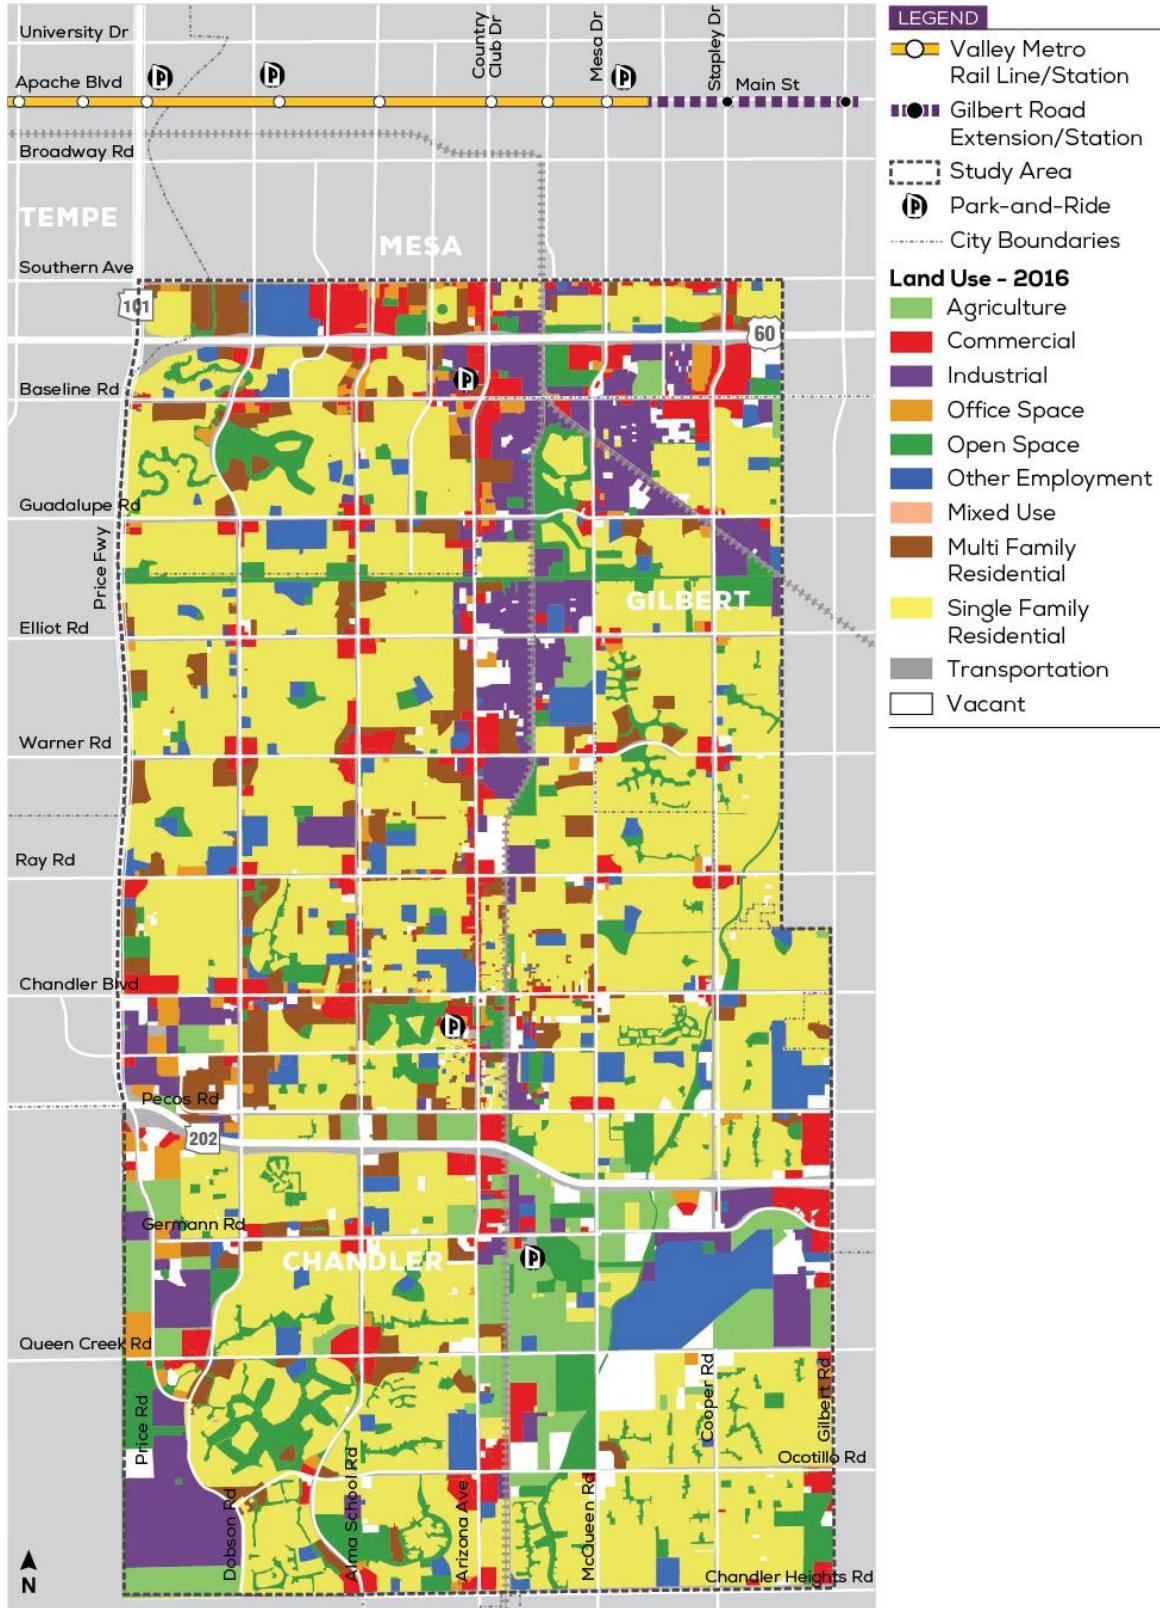 University Dr
Country
Club Dr
Mesa Dr
Stapley Dr
Apache Blvd
P
P
P
Main St
Broadway Rd
TEMPE
MESA
Southern Ave
101
60
Baseline Rd
P
Guadalupe Rd
Price Fwy
GILBERT
Elliot Rd
Warner Rd
Ray Rd
Chandler Blvd
P
Pecos Rd
202
Germann Rd
CHANDLER
P
Queen Creek Rd
Price Rd
Cooper Rd
Gilbert Rd
Ocotillo Rd
Dobson Rd
Alma School Rd
Arizona Ave
McQueen Rd
Chandler Heights Rd
N
LEGEND
Valley Metro
Rail Line/Station
Gilbert Road
Extension/Station
Study Area
P
Park-and-Ride
City Boundaries
Land Use - 2016
Agriculture
Commercial
Industrial
Office Space
Open Space
Other Employment
Mixed Use
Multi Family
Residential
Single Family
Residential
Transportation
Vacant